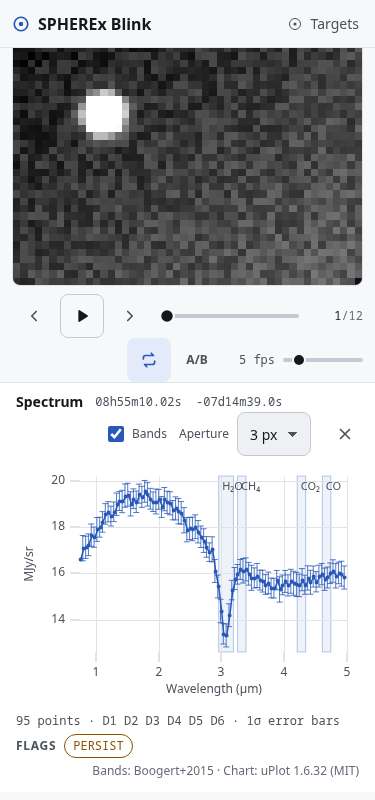 SPHEREx Blink
Targets
1/12
A/B
5 fps
Spectrum 08h55m10.02s -07d14m39.0s
Bands Aperture 3 px
H₂O CH₄ CO₂ CO
20
18
16
14
MJy/sr
1 2 3 4 5
Wavelength (μm)
95 points · D1 D2 D3 D4 D5 D6 · 1σ error bars
FLAGS PERSIST
Bands: Boogert+2015 · Chart: uPlot 1.6.32 (MIT)